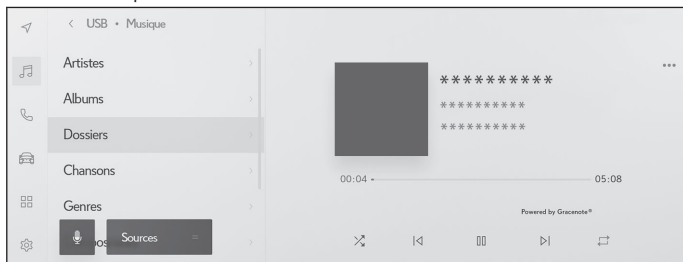 USB • Musique
Artistes
Albums
Dossiers
Chansons
Genres
Sources
**********
**********
**********
00:04
05:08
Powered by Gracenote®